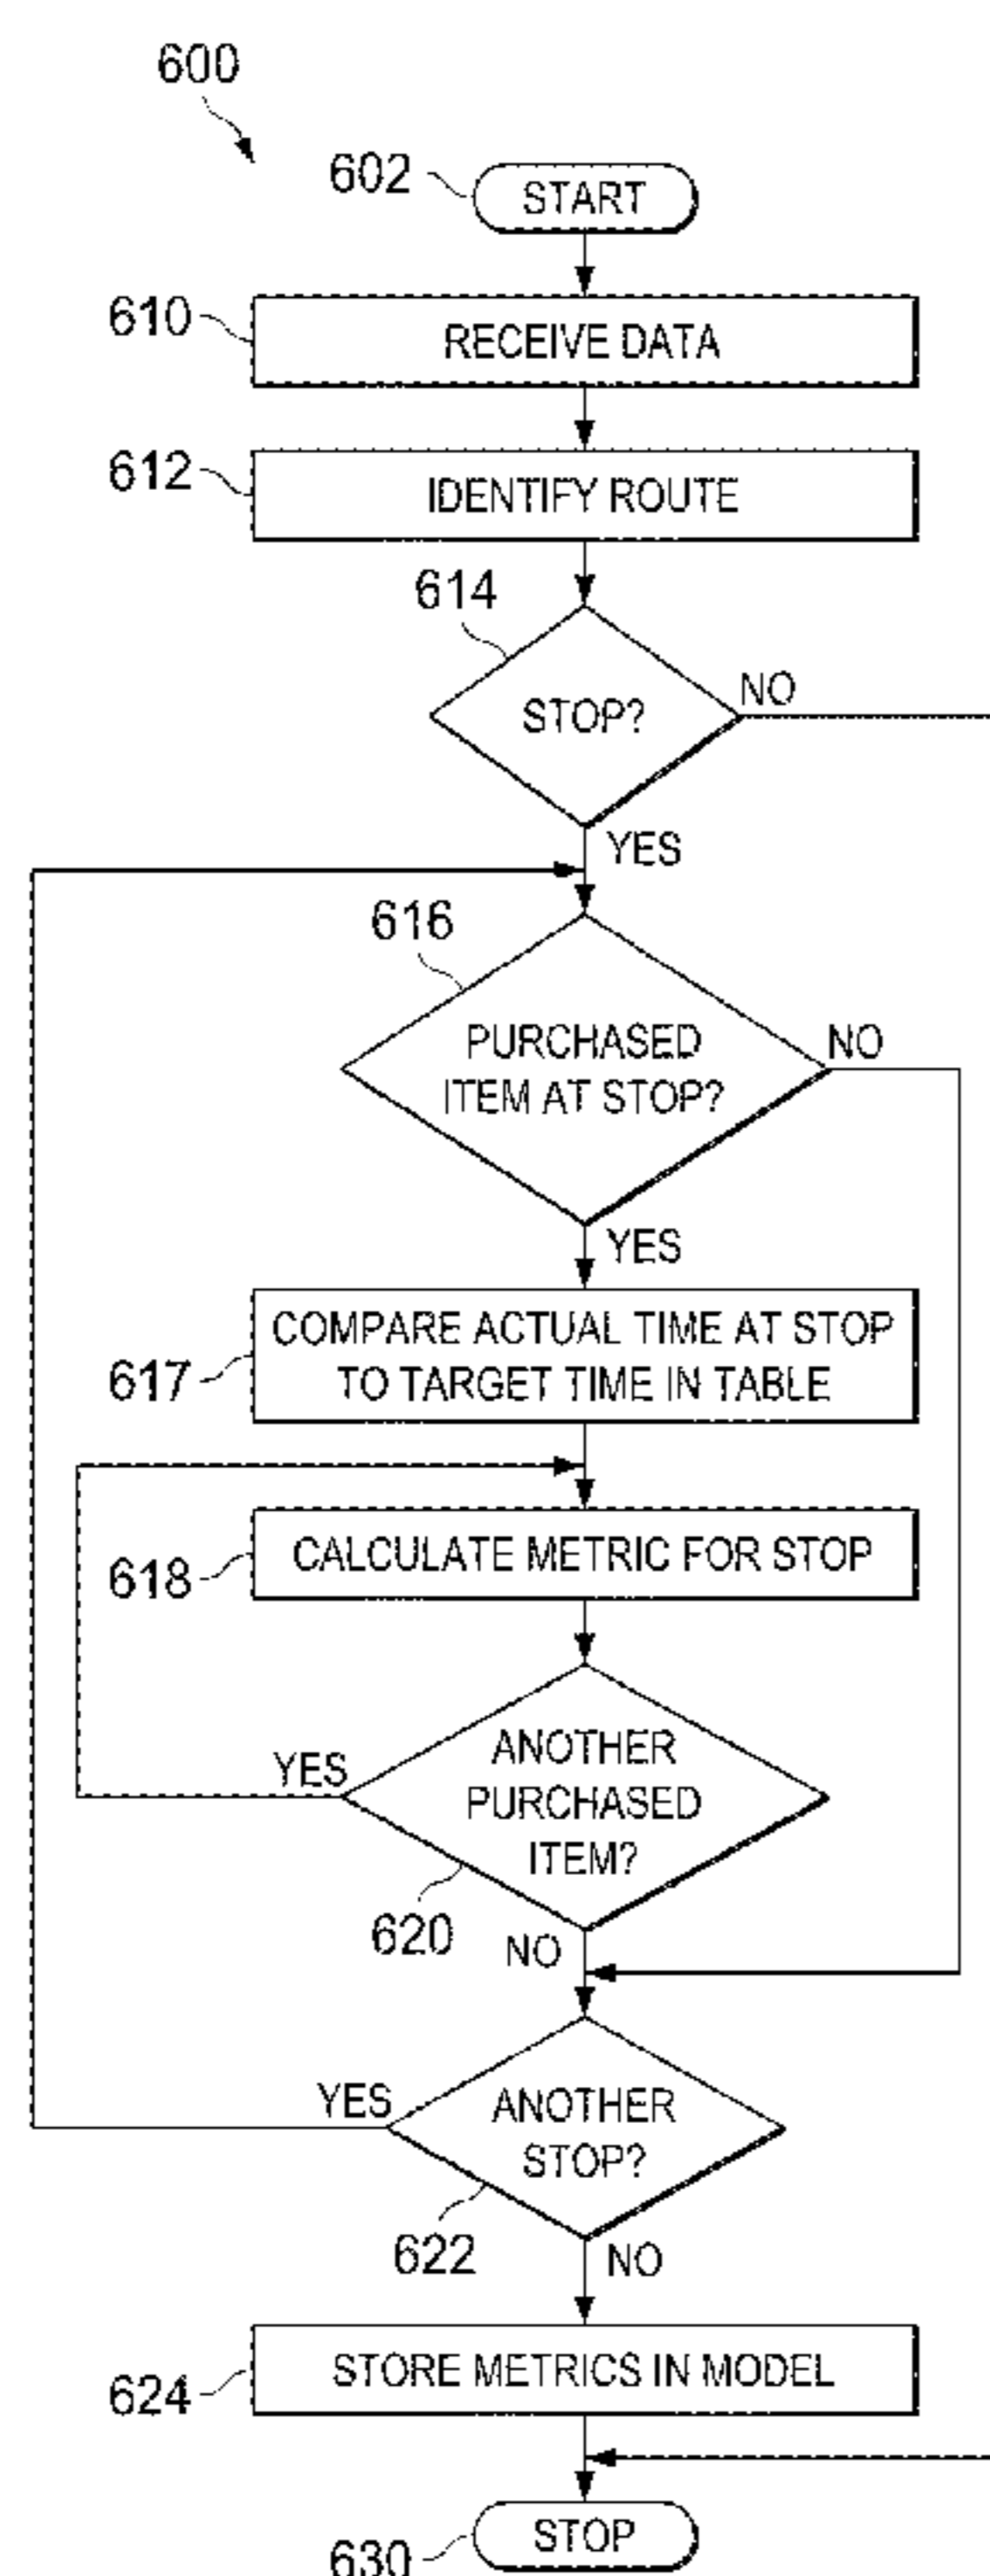 600
602
START
610
RECEIVE DATA
612
IDENTIFY ROUTE
614
STOP?
NO
YES
616
PURCHASED
ITEM AT STOP?
NO
YES
617
COMPARE ACTUAL TIME AT STOP
TO TARGET TIME IN TABLE
618
CALCULATE METRIC FOR STOP
YES
ANOTHER
PURCHASED
ITEM?
620
NO
YES
ANOTHER
STOP?
622
NO
624
STORE METRICS IN MODEL
STOP
630